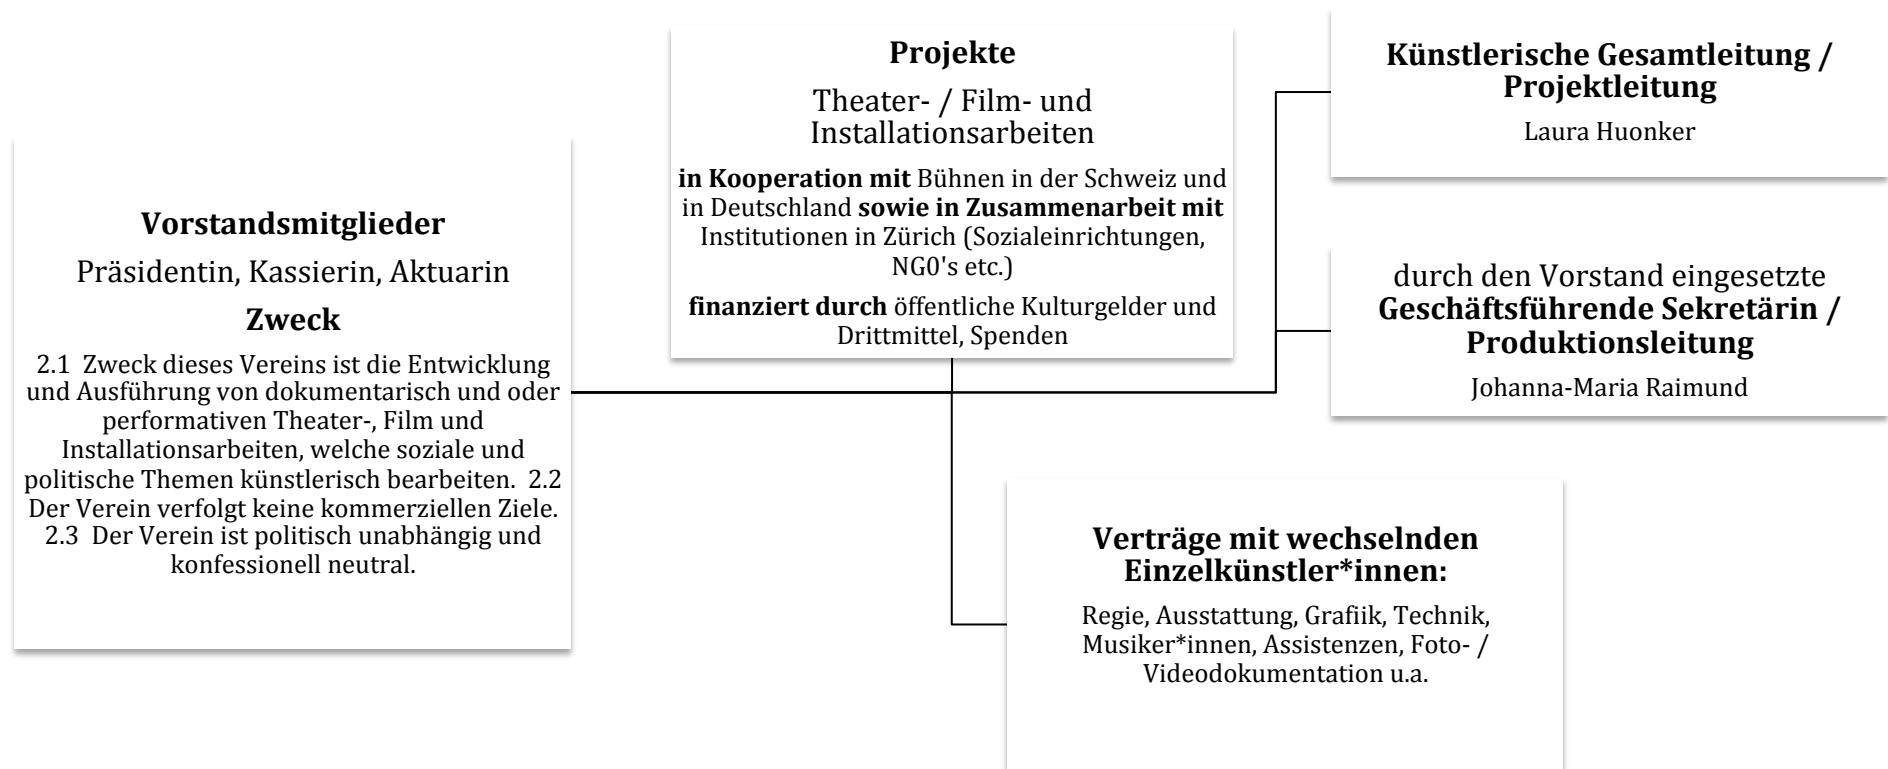 Vorstandsmitglieder
Präsidentin, Kassierin, Aktuarin
Zweck
2.1  Zweck dieses Vereins ist die Entwicklung
und Ausführung von dokumentarisch und oder
performativen Theater-, Film und
Installationsarbeiten, welche soziale und
politische Themen künstlerisch bearbeiten.  2.2
Der Verein verfolgt keine kommerziellen Ziele.
2.3  Der Verein ist politisch unabhängig und
konfessionell neutral.
Projekte
Theater- / Film- und
Installationsarbeiten
in Kooperation mit Bühnen in der Schweiz und
in Deutschland sowie in Zusammenarbeit mit
Institutionen in Zürich (Sozialeinrichtungen,
NG0's etc.)
finanziert durch öffentliche Kulturgelder und
Drittmittel, Spenden
Künstlerische Gesamtleitung /
Projektleitung
Laura Huonker
durch den Vorstand eingesetzte
Geschäftsführende Sekretärin /
Produktionsleitung
Johanna-Maria Raimund
Verträge mit wechselnden
Einzelkünstler*innen:
Regie, Ausstattung, Grafiik, Technik,
Musiker*innen, Assistenzen, Foto- /
Videodokumentation u.a.